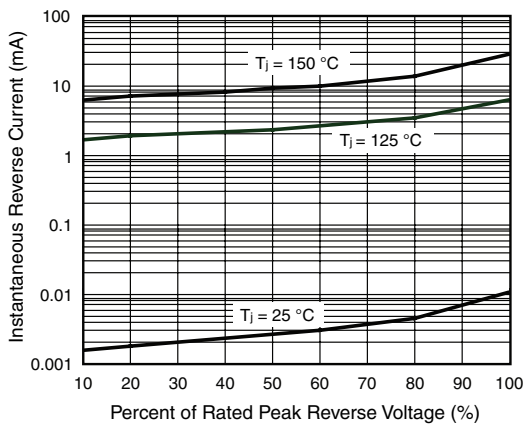 Instantaneous Reverse Current (mA)
100
10
1
0.1
0.01
0.001
Tj = 150 °C
Tj = 125 °C
Tj = 25 °C
10 20 30 40 50 60 70 80 90 100
Percent of Rated Peak Reverse Voltage (%)